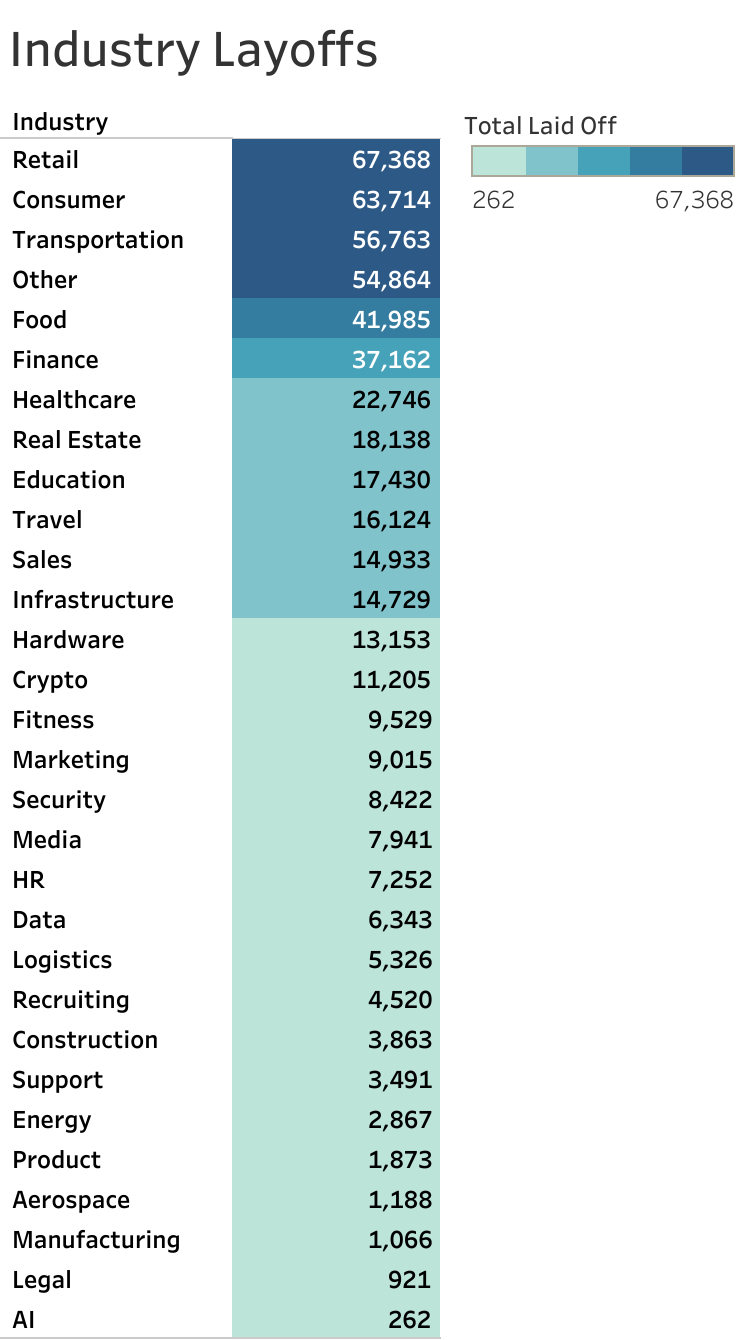 Industry Layoffs
Industry
Total Laid Off
262 67,368
Retail 67,368
Consumer 63,714
Transportation 56,763
Other 54,864
Food 41,985
Finance 37,162
Healthcare 22,746
Real Estate 18,138
Education 17,430
Travel 16,124
Sales 14,933
Infrastructure 14,729
Hardware 13,153
Crypto 11,205
Fitness 9,529
Marketing 9,015
Security 8,422
Media 7,941
HR 7,252
Data 6,343
Logistics 5,326
Recruiting 4,520
Construction 3,863
Support 3,491
Energy 2,867
Product 1,873
Aerospace 1,188
Manufacturing 1,066
Legal 921
AI 262